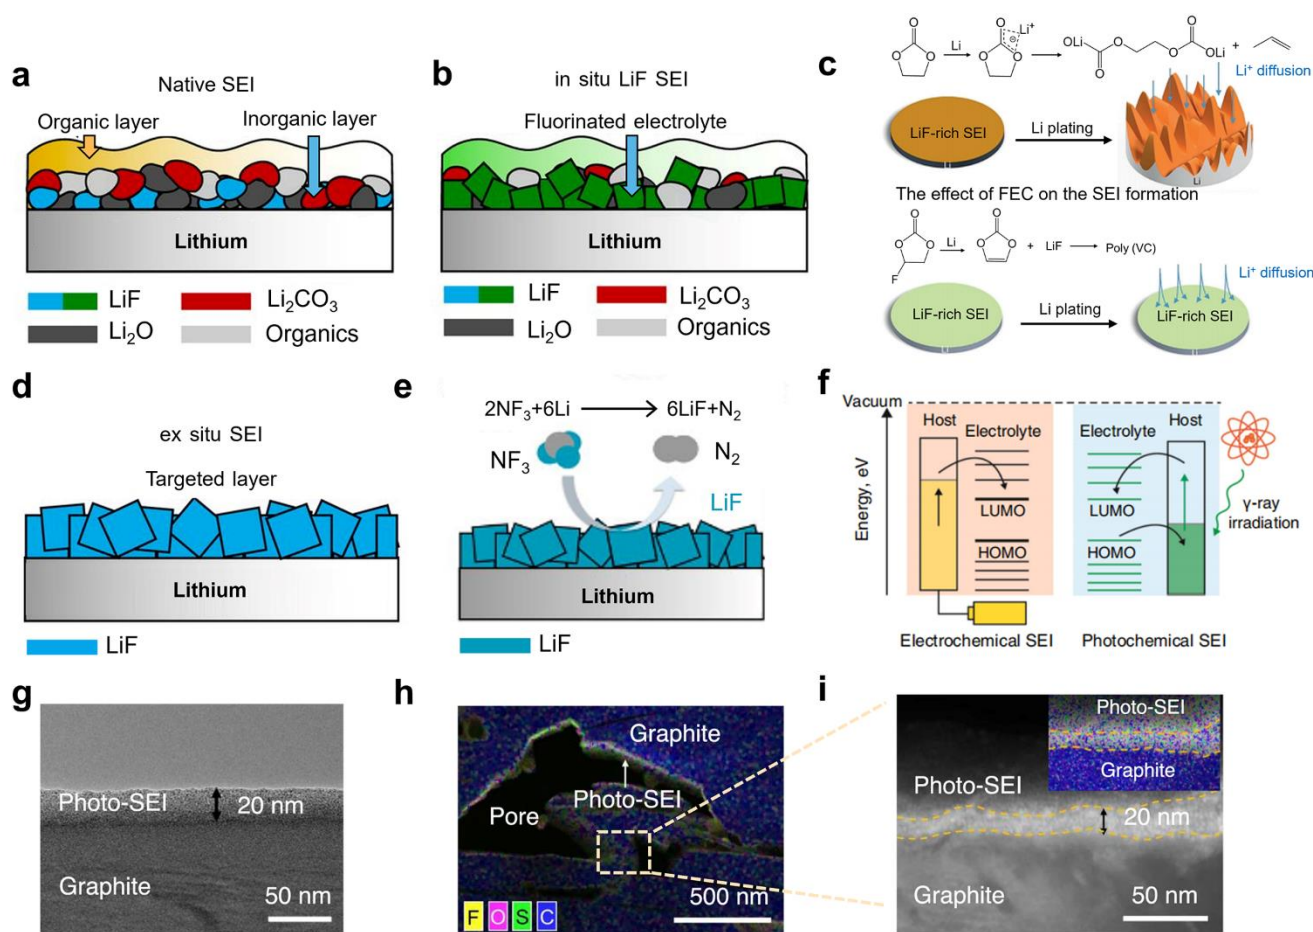 a
Native SEI
Organic layer
Inorganic layer
Lithium
LiF
Li₂CO₃
Li₂O
Organics
b
in situ LiF SEI
Fluorinated electrolyte
Lithium
LiF
Li₂CO₃
Li₂O
Organics
c
O
O
O
Li
O
Li⁺
⊖
O
O
OLi
O
O
O
O
OLi
+
Li⁺ diffusion
LiF-rich SEI
Li
Li plating
Li
The effect of FEC on the SEI formation
O
O
O
F
Li
O
O
O
+
LiF
Poly (VC)
Li⁺ diffusion
LiF-rich SEI
Li
Li plating
LiF-rich SEI
Li
d
ex situ SEI
Targeted layer
Lithium
LiF
e
2NF₃+6Li
6LiF+N₂
NF₃
N₂
LiF
Lithium
LiF
f
Vacuum
Energy, eV
Host
Electrolyte
LUMO
HOMO
Electrochemical SEI
Host
Electrolyte
LUMO
HOMO
Photochemical SEI
γ-ray
irradiation
g
Photo-SEI
20 nm
Graphite
50 nm
h
Graphite
Photo-SEI
Pore
F O S C
500 nm
i
Photo-SEI
Graphite
Photo-SEI
20 nm
Graphite
50 nm